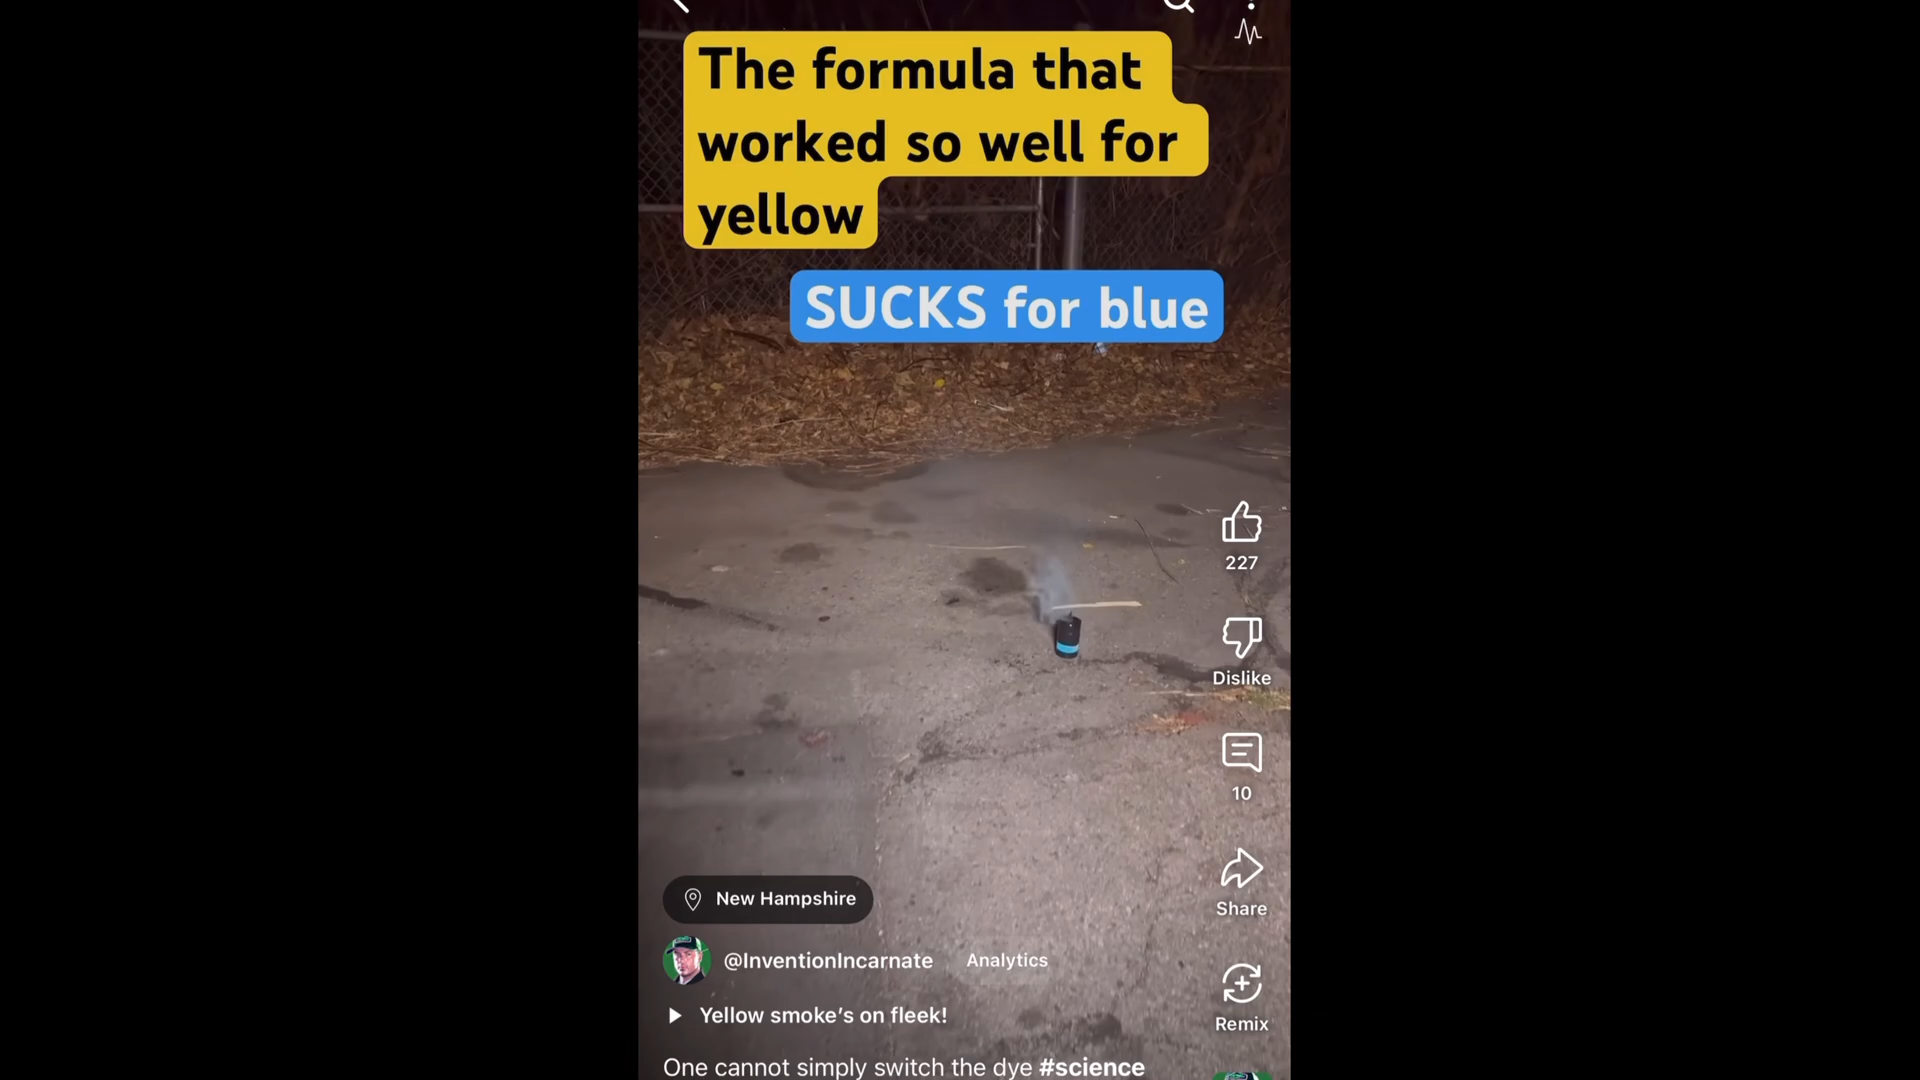 The formula that
worked so well for
yellow
SUCKS for blue
227
Dislike
10
Share
New Hampshire
@InventionIncarnate Analytics
Yellow smoke’s on fleek!
Remix
One cannot simply switch the dye #science